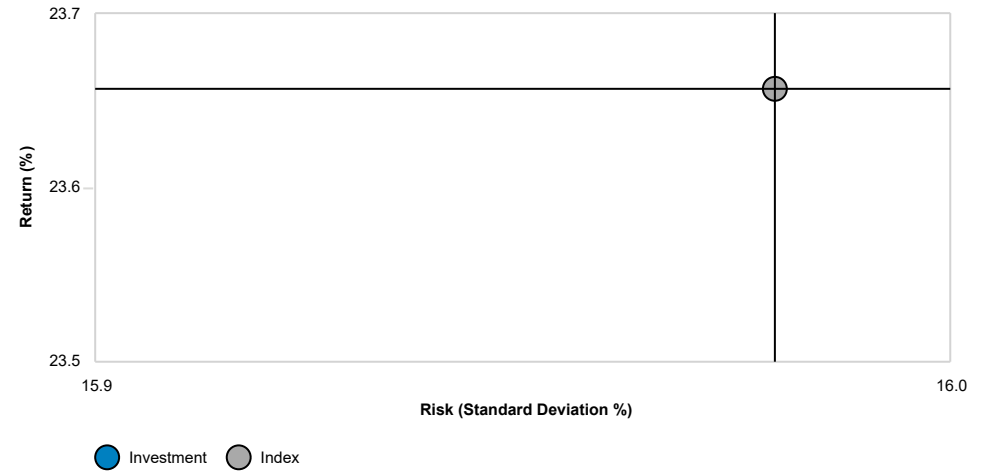 23.7
23.6
23.5
Return (%)
15.9
16.0
Risk (Standard Deviation %)
Investment
Index